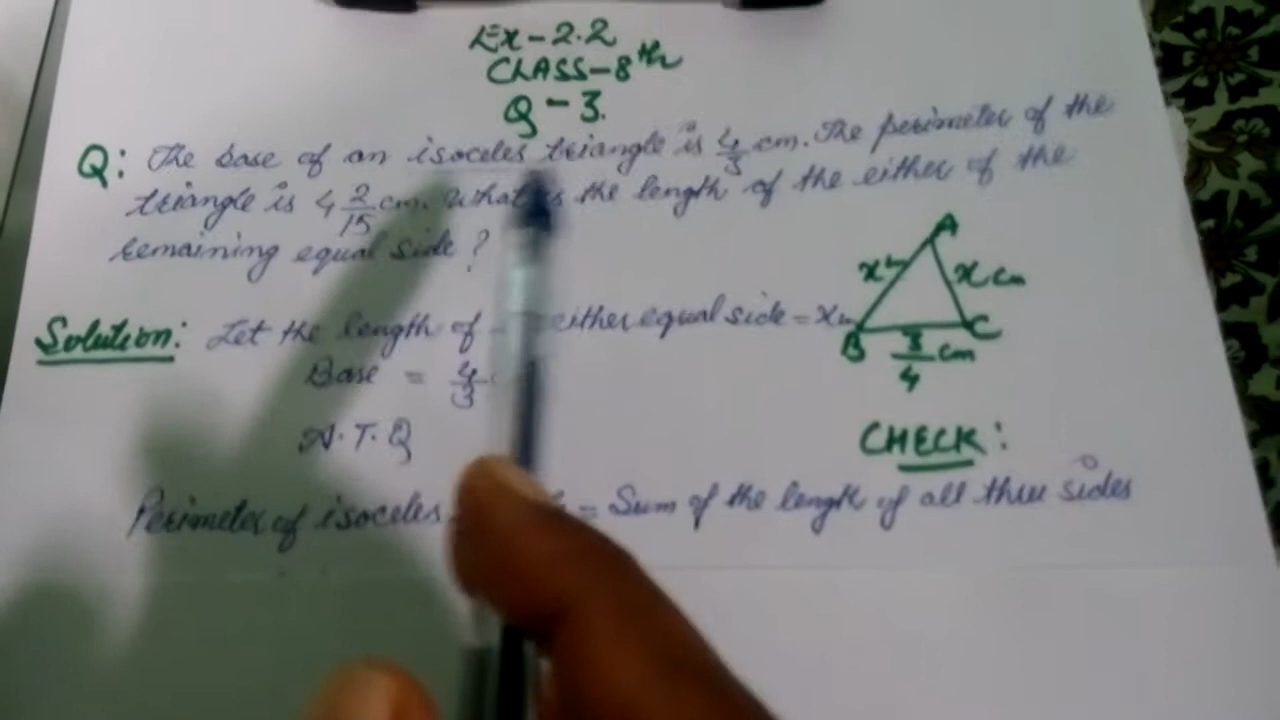 Ex-2.2
CLASS-8th
Q-3.
Q: The base of an isoceles triangle is 4/3 cm. The perimeter of the
triangle is 4 2/15 cm. What is the length of the either of the
remaining equal side?
Solution: Let the length of either equal side = x
Base = 4/3
A.T.Q
Perimeter of isoceles = Sum of the length of all three sides
A
x
x cm
B
C
3/4 cm
CHECK: